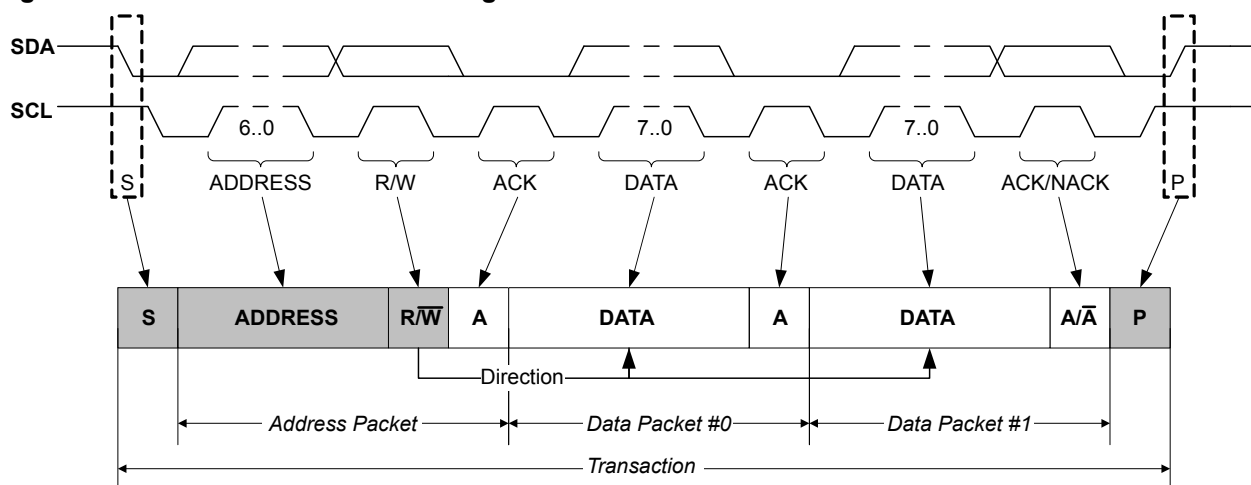 SDA
SCL
6..0
7..0
7..0
S ADDRESS R/W ACK DATA ACK DATA ACK/NACK P
S ADDRESS R/W̅ A DATA A DATA A/A̅ P
Direction
Address Packet Data Packet #0 Data Packet #1
Transaction